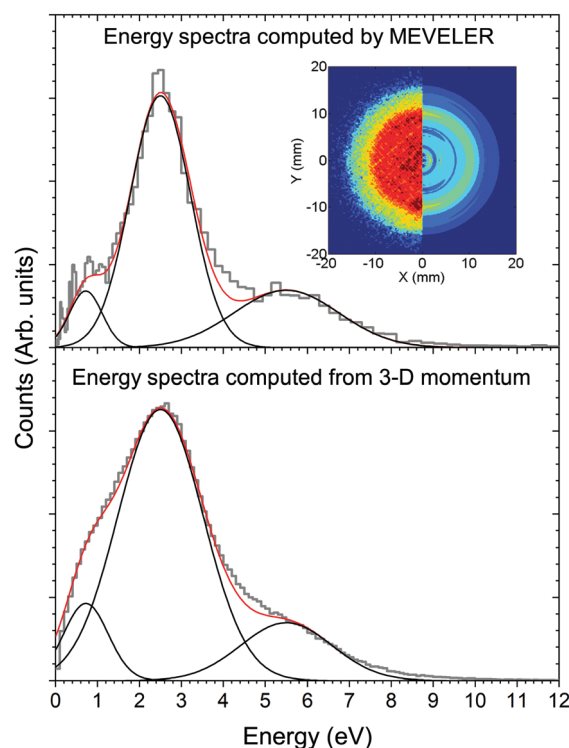 Energy spectra computed by MEVELER
20
10
0
-10
-20
Y (mm)
-20 -10 0 10 20
X (mm)
Counts (Arb. units)
Energy spectra computed from 3-D momentum
0 1 2 3 4 5 6 7 8 9 10 11 12
Energy (eV)